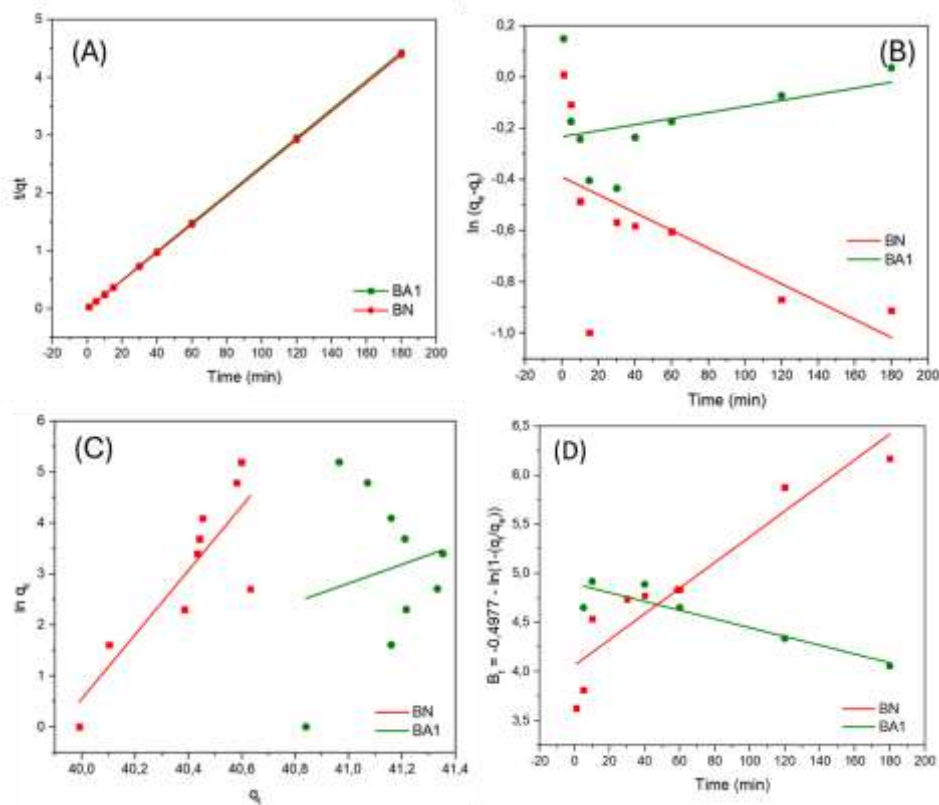 (A)
5
4
3
2
1
0
t/qt
BA1
BN
-20 0 20 40 60 80 100 120 140 160 180 200
Time (min)
(B)
0,0
-0,2
-0,4
-0,6
-0,8
-1,0
ln (qe-qt)
BN
BA1
-20 0 20 40 60 80 100 120 140 160 180 200
Time (min)
(C)
6
5
4
3
2
1
0
ln qt
BN
BA1
40,0 40,2 40,4 40,6 40,8 41,0 41,2 41,4
qt
(D)
6,5
6,0
5,5
5,0
4,5
4,0
3,5
Bt = -0,4977 - ln(1-(qt/qe))
BN
BA1
-20 0 20 40 60 80 100 120 140 160 180 200
Time (min)